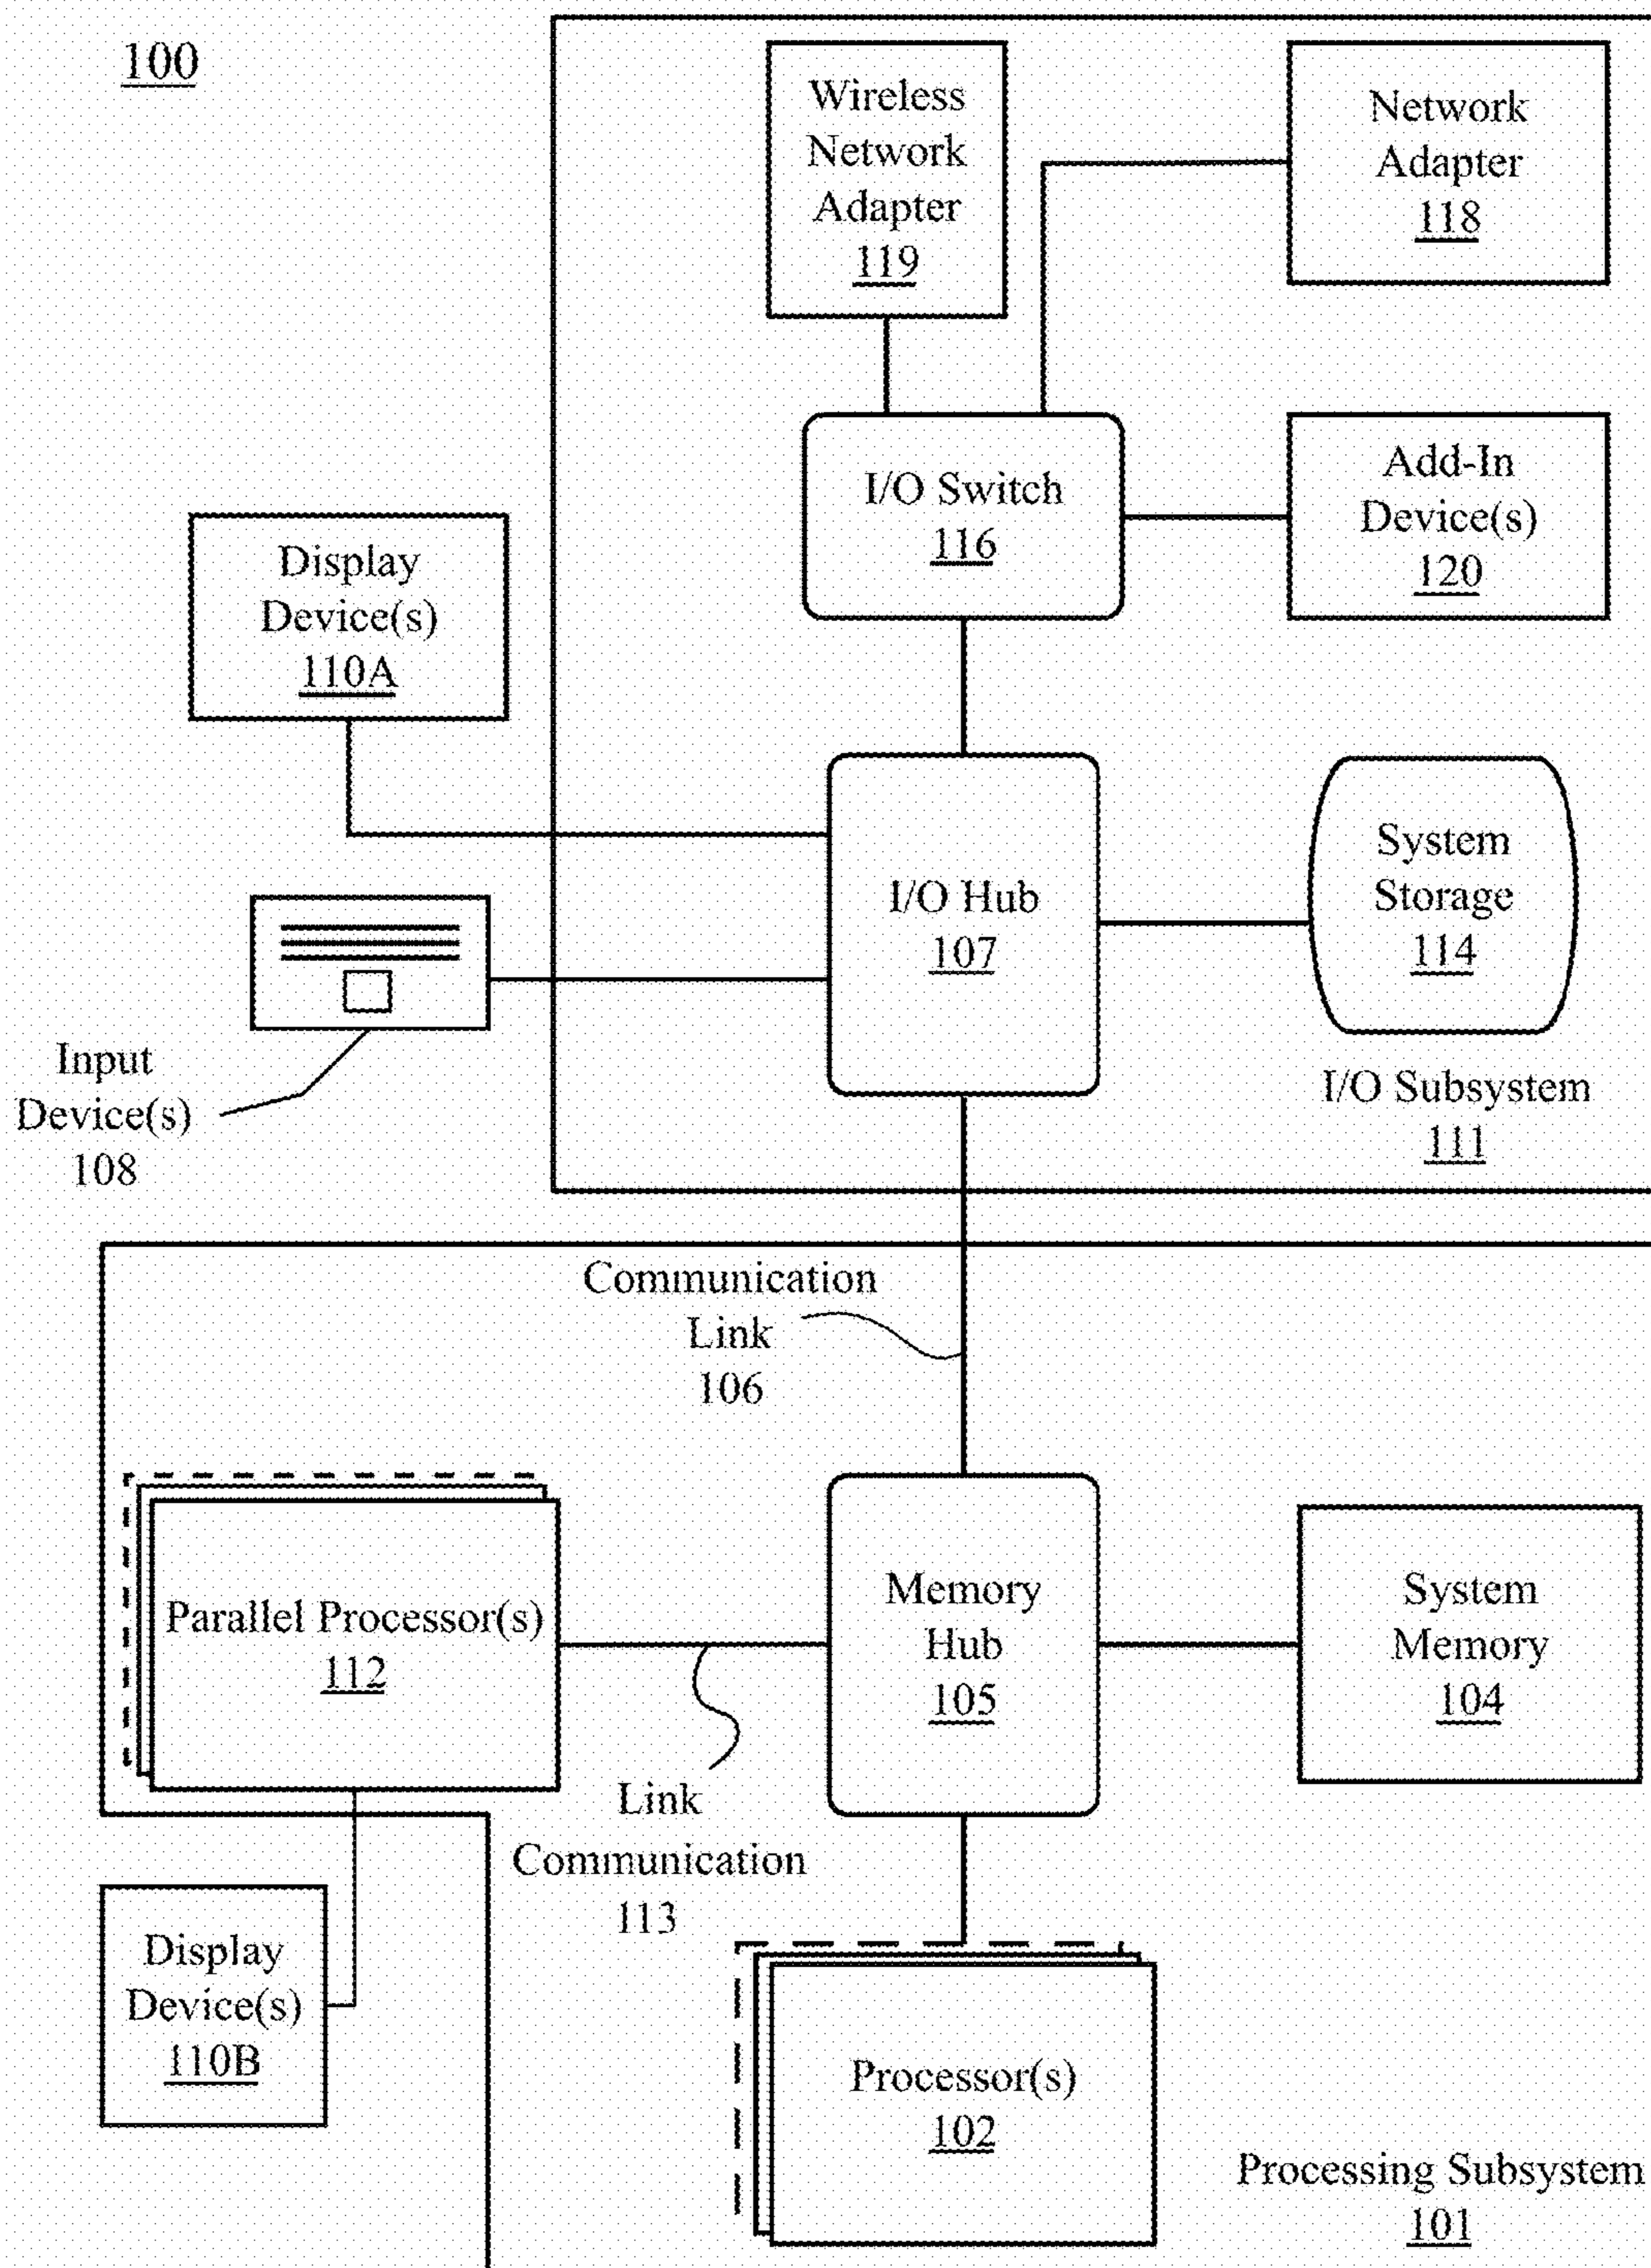 100
Wireless
Network
Adapter
119
Network
Adapter
118
I/O Switch
116
Add-In
Device(s)
120
Display
Device(s)
110A
I/O Hub
107
System
Storage
114
Input
Device(s)
108
I/O Subsystem
111
Communication
Link
106
Parallel Processor(s)
112
Memory
Hub
105
System
Memory
104
Link
Communication
113
Display
Device(s)
110B
Processor(s)
102
Processing Subsystem
101